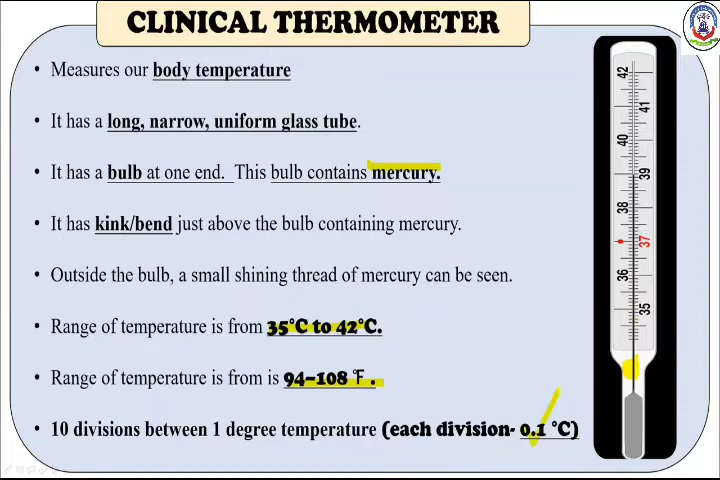 CLINICAL THERMOMETER
• Measures our body temperature
• It has a long, narrow, uniform glass tube.
• It has a bulb at one end. This bulb contains mercury.
• It has kink/bend just above the bulb containing mercury.
• Outside the bulb, a small shining thread of mercury can be seen.
• Range of temperature is from 35°C to 42°C.
• Range of temperature is from is 94–108 °F .
• 10 divisions between 1 degree temperature (each division- 0.1 °C)
42
41
40
39
38
37
36
35